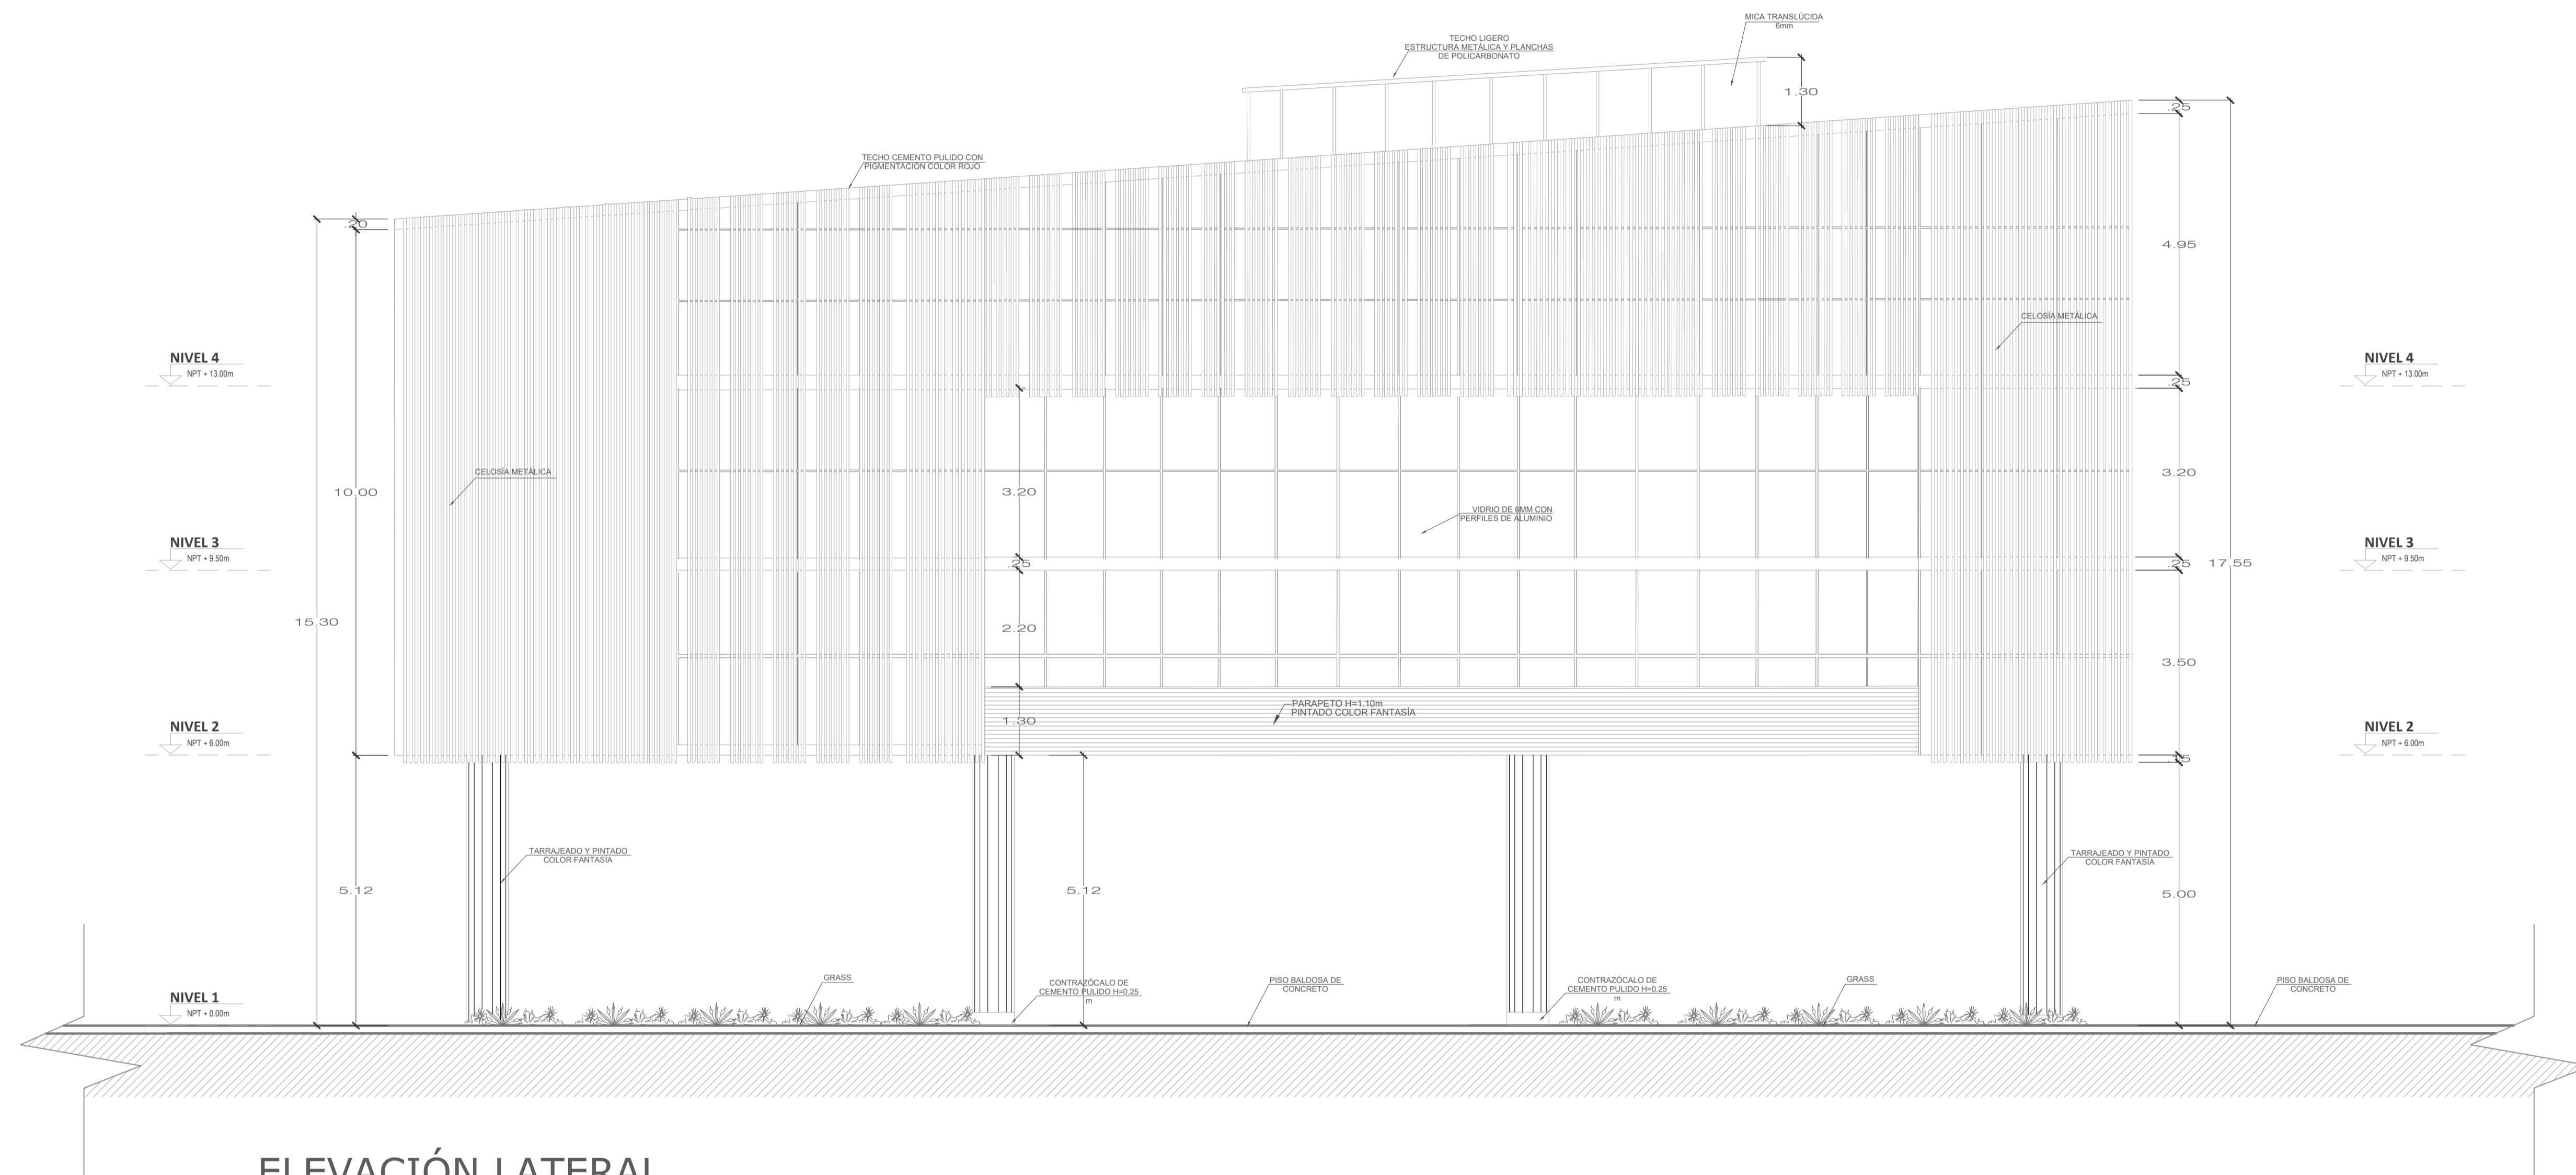 MICA TRANSLÚCIDA
6mm
TECHO LIGERO
ESTRUCTURA METÁLICA Y PLANCHAS
DE POLICARBONATO
1.30
.25
TECHO CEMENTO PULIDO CON
PIGMENTACIÓN COLOR ROJO
.20
4.95
CELOSÍA METÁLICA
NIVEL 4
NPT + 13.00m
NIVEL 4
NPT + 13.00m
.25
CELOSÍA METÁLICA
10.00
3.20
3.20
VIDRIO DE 6MM CON
PERFILES DE ALUMINIO
NIVEL 3
NPT + 9.50m
NIVEL 3
NPT + 9.50m
.25
.25
17.55
15.30
2.20
3.50
PARAPETO H=1.10m
PINTADO COLOR FANTASÍA
1.30
NIVEL 2
NPT + 6.00m
NIVEL 2
NPT + 6.00m
.15
TARRAJEADO Y PINTADO
COLOR FANTASÍA
TARRAJEADO Y PINTADO
COLOR FANTASÍA
5.12
5.12
5.00
GRASS
CONTRAZÓCALO DE
CEMENTO PULIDO H=0.25
m
PISO BALDOSA DE
CONCRETO
CONTRAZÓCALO DE
CEMENTO PULIDO H=0.25
m
GRASS
PISO BALDOSA DE
CONCRETO
NIVEL 1
NPT + 0.00m
ELEVACIÓN LATERAL